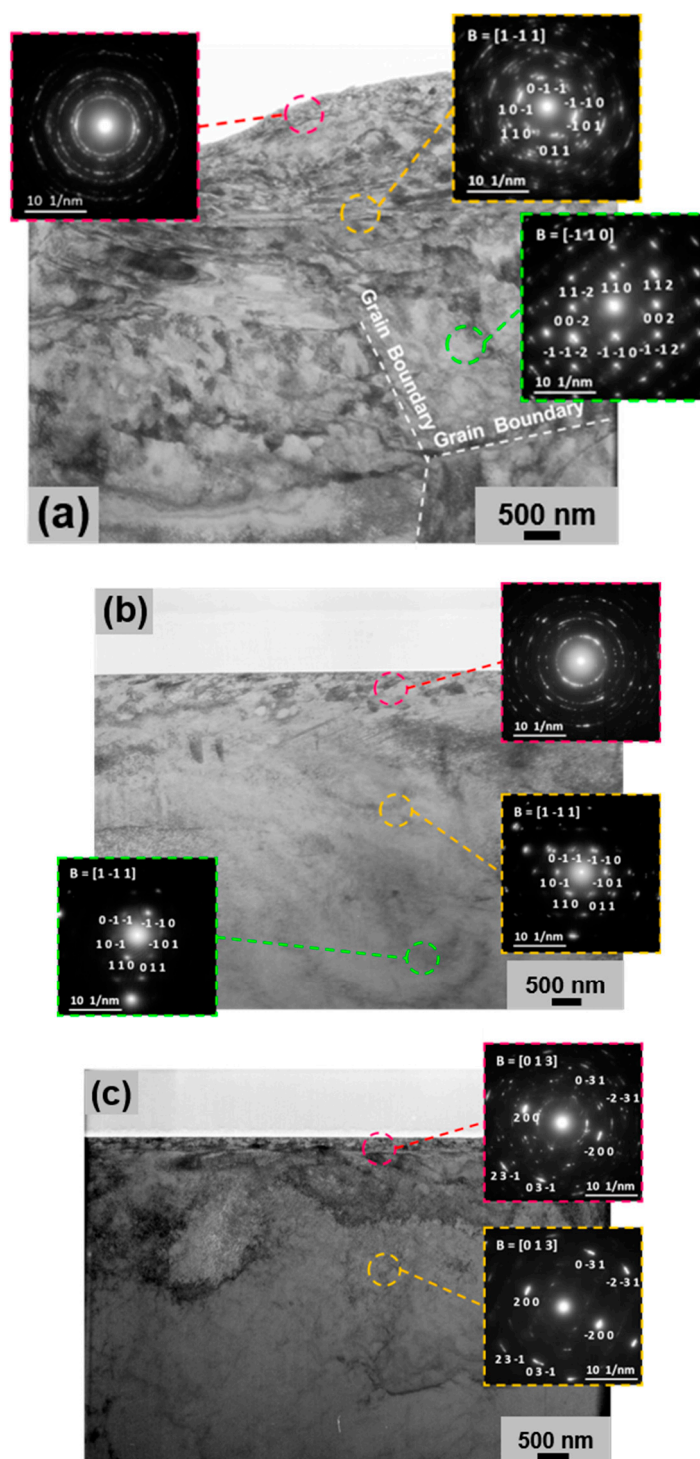 10 1/nm
B = [1 -1 1]
0 -1 -1
1 0 -1
-1 -1 0
-1 0 1
1 1 0
0 1 1
10 1/nm
B = [-1 1 0]
1 1 -2
1 1 0
1 1 2
0 0 -2
0 0 2
-1 -1 -2
-1 -1 0
-1 -1 2
10 1/nm
Grain Boundary
Grain Boundary
(a)
500 nm
(b)
10 1/nm
B = [1 -1 1]
0 -1 -1
-1 -1 0
1 0 -1
-1 0 1
1 1 0
0 1 1
10 1/nm
B = [1 -1 1]
0 -1 -1
-1 -1 0
1 0 -1
-1 0 1
1 1 0
0 1 1
10 1/nm
500 nm
(c)
B = [0 1 3]
0 -3 1
-2 -3 1
2 0 0
-2 0 0
2 3 -1
0 3 -1
10 1/nm
B = [0 1 3]
0 -3 1
-2 -3 1
2 0 0
-2 0 0
2 3 -1
0 3 -1
10 1/nm
500 nm